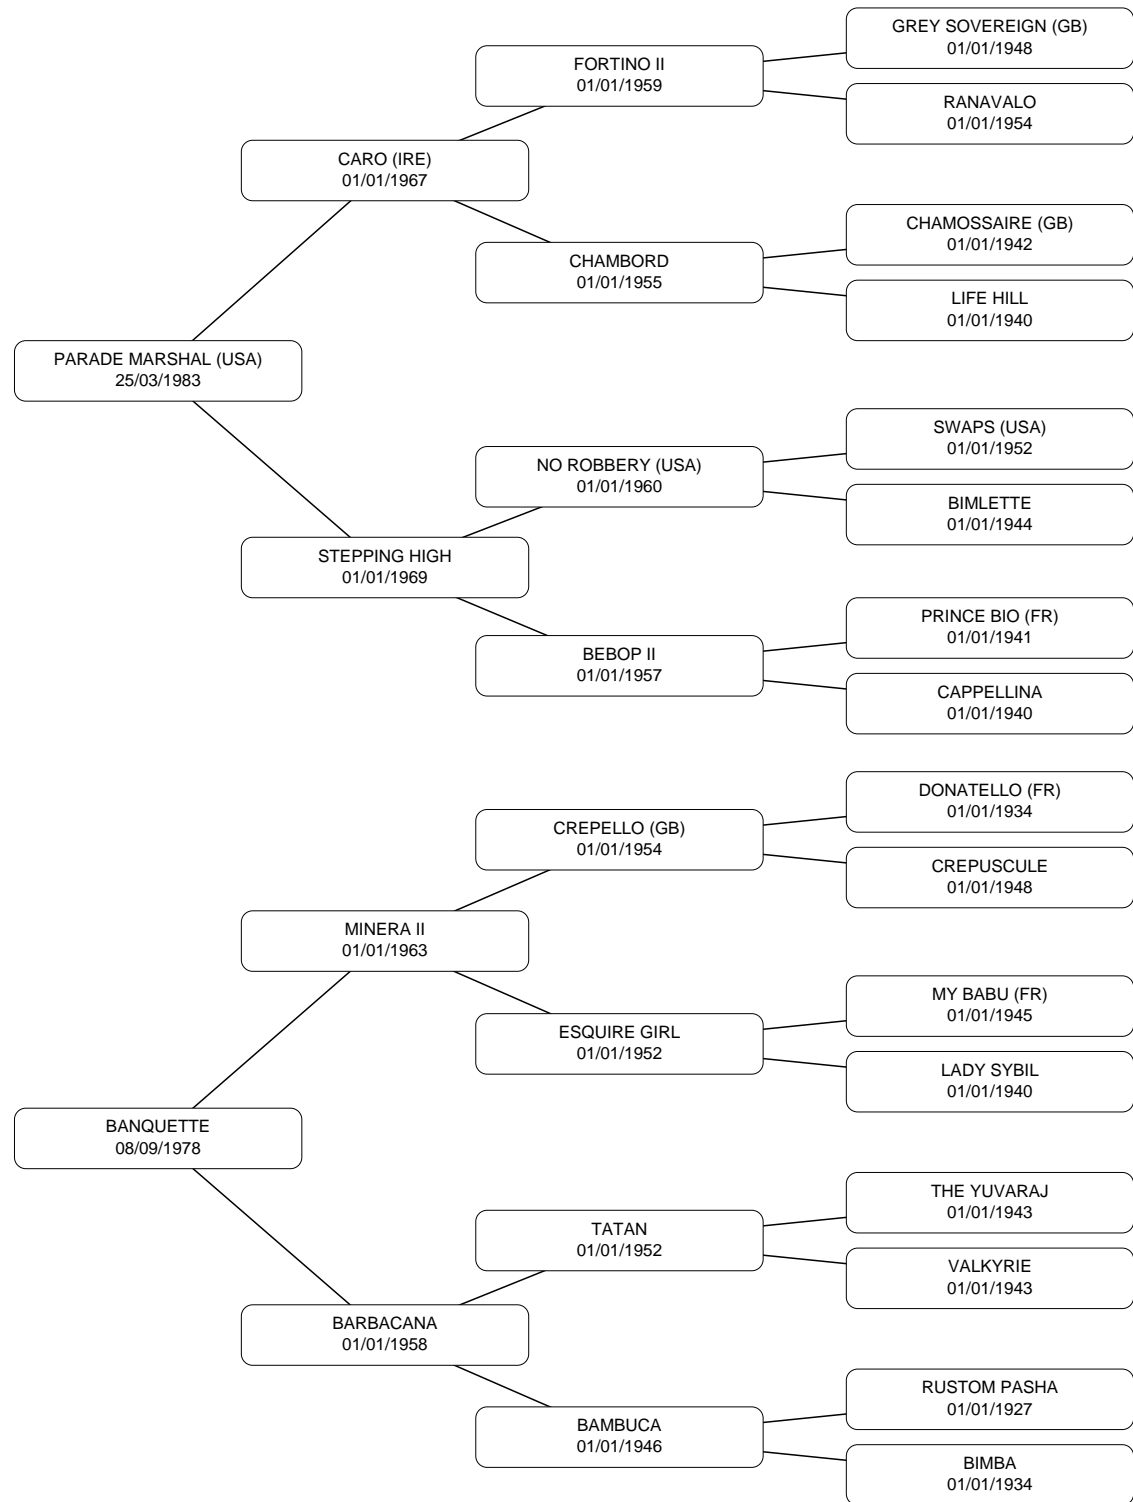 GREY SOVEREIGN (GB)
01/01/1948
FORTINO II
01/01/1959
RANAVALO
01/01/1954
CARO (IRE)
01/01/1967
CHAMOSSAIRE (GB)
01/01/1942
CHAMBORD
01/01/1955
LIFE HILL
01/01/1940
PARADE MARSHAL (USA)
25/03/1983
SWAPS (USA)
01/01/1952
NO ROBBERY (USA)
01/01/1960
BIMLETTE
01/01/1944
STEPPING HIGH
01/01/1969
PRINCE BIO (FR)
01/01/1941
BEBOP II
01/01/1957
CAPPELLINA
01/01/1940
DONATELLO (FR)
01/01/1934
CREPELLO (GB)
01/01/1954
CREPUSCULE
01/01/1948
MINERA II
01/01/1963
MY BABU (FR)
01/01/1945
ESQUIRE GIRL
01/01/1952
LADY SYBIL
01/01/1940
BANQUETTE
08/09/1978
THE YUVARAJ
01/01/1943
TATAN
01/01/1952
VALKYRIE
01/01/1943
BARBACANA
01/01/1958
RUSTOM PASHA
01/01/1927
BAMBUCA
01/01/1946
BIMBA
01/01/1934